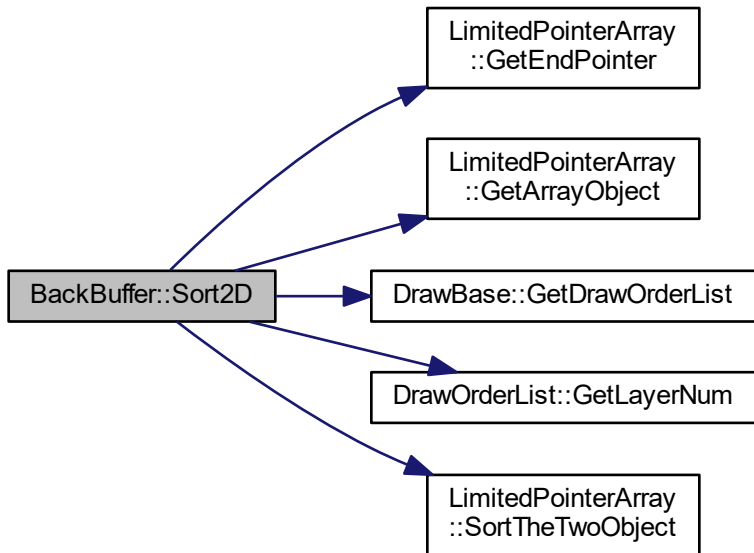 LimitedPointerArray
::GetEndPointer
LimitedPointerArray
::GetArrayObject
BackBuffer::Sort2D
DrawBase::GetDrawOrderList
DrawOrderList::GetLayerNum
LimitedPointerArray
::SortTheTwoObject